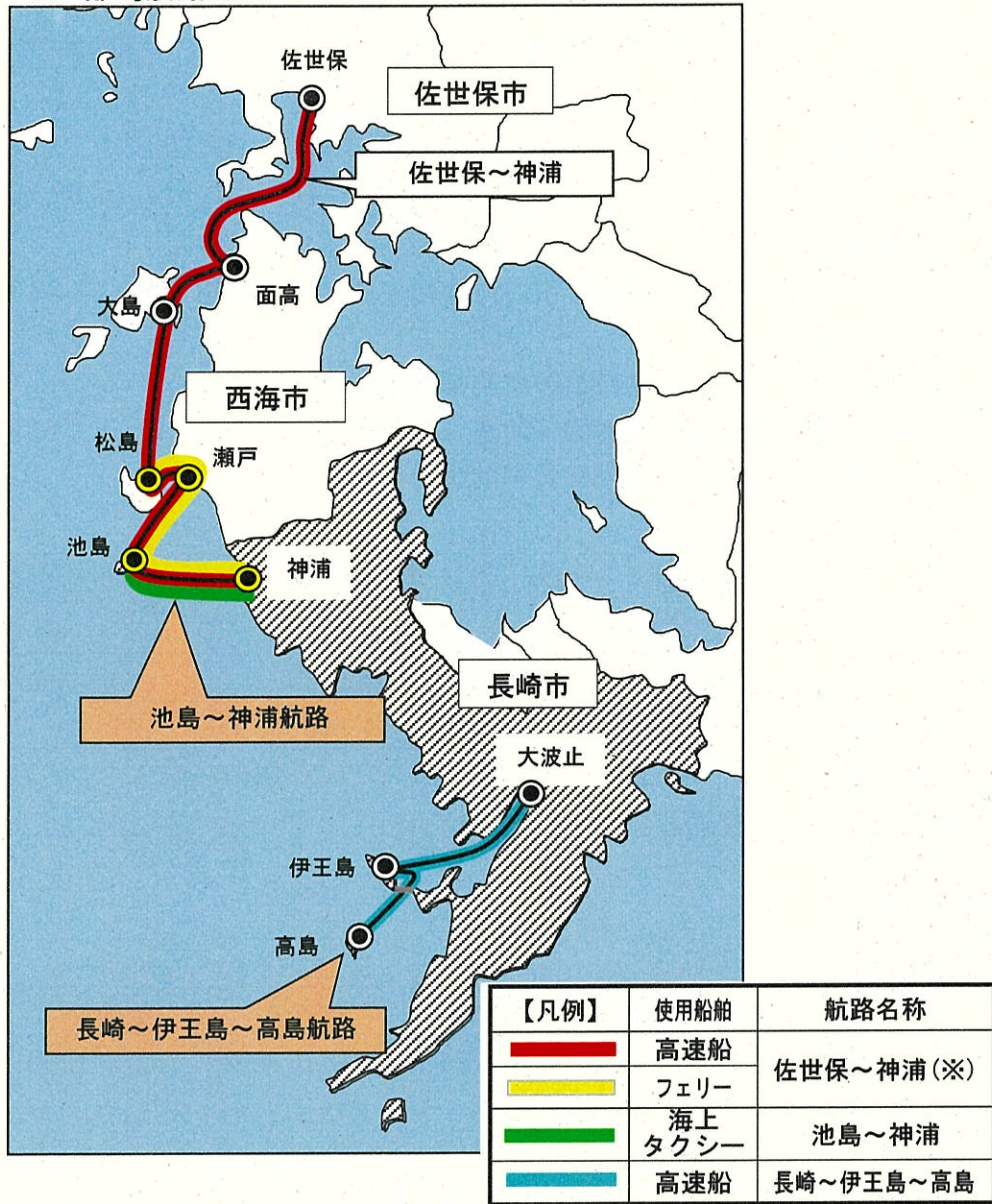 佐世保
佐世保市
佐世保～神浦
面高
大島
西海市
松島
瀬戸
池島
神浦
池島～神浦航路
長崎市
大波止
伊王島
高島
長崎～伊王島～高島航路
【凡例】 使用船舶 航路名称
高速船 佐世保～神浦(※)
フェリー
海上
タクシー 池島～神浦
高速船 長崎～伊王島～高島